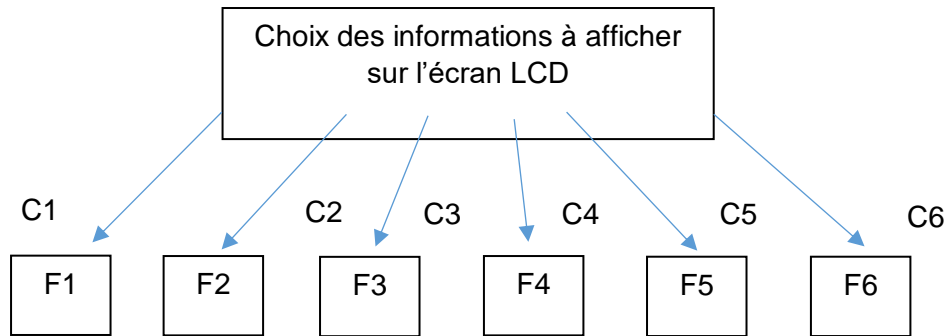 Choix des informations à afficher
sur l'écran LCD
C1
C2
C3
C4
C5
C6
F1
F2
F3
F4
F5
F6